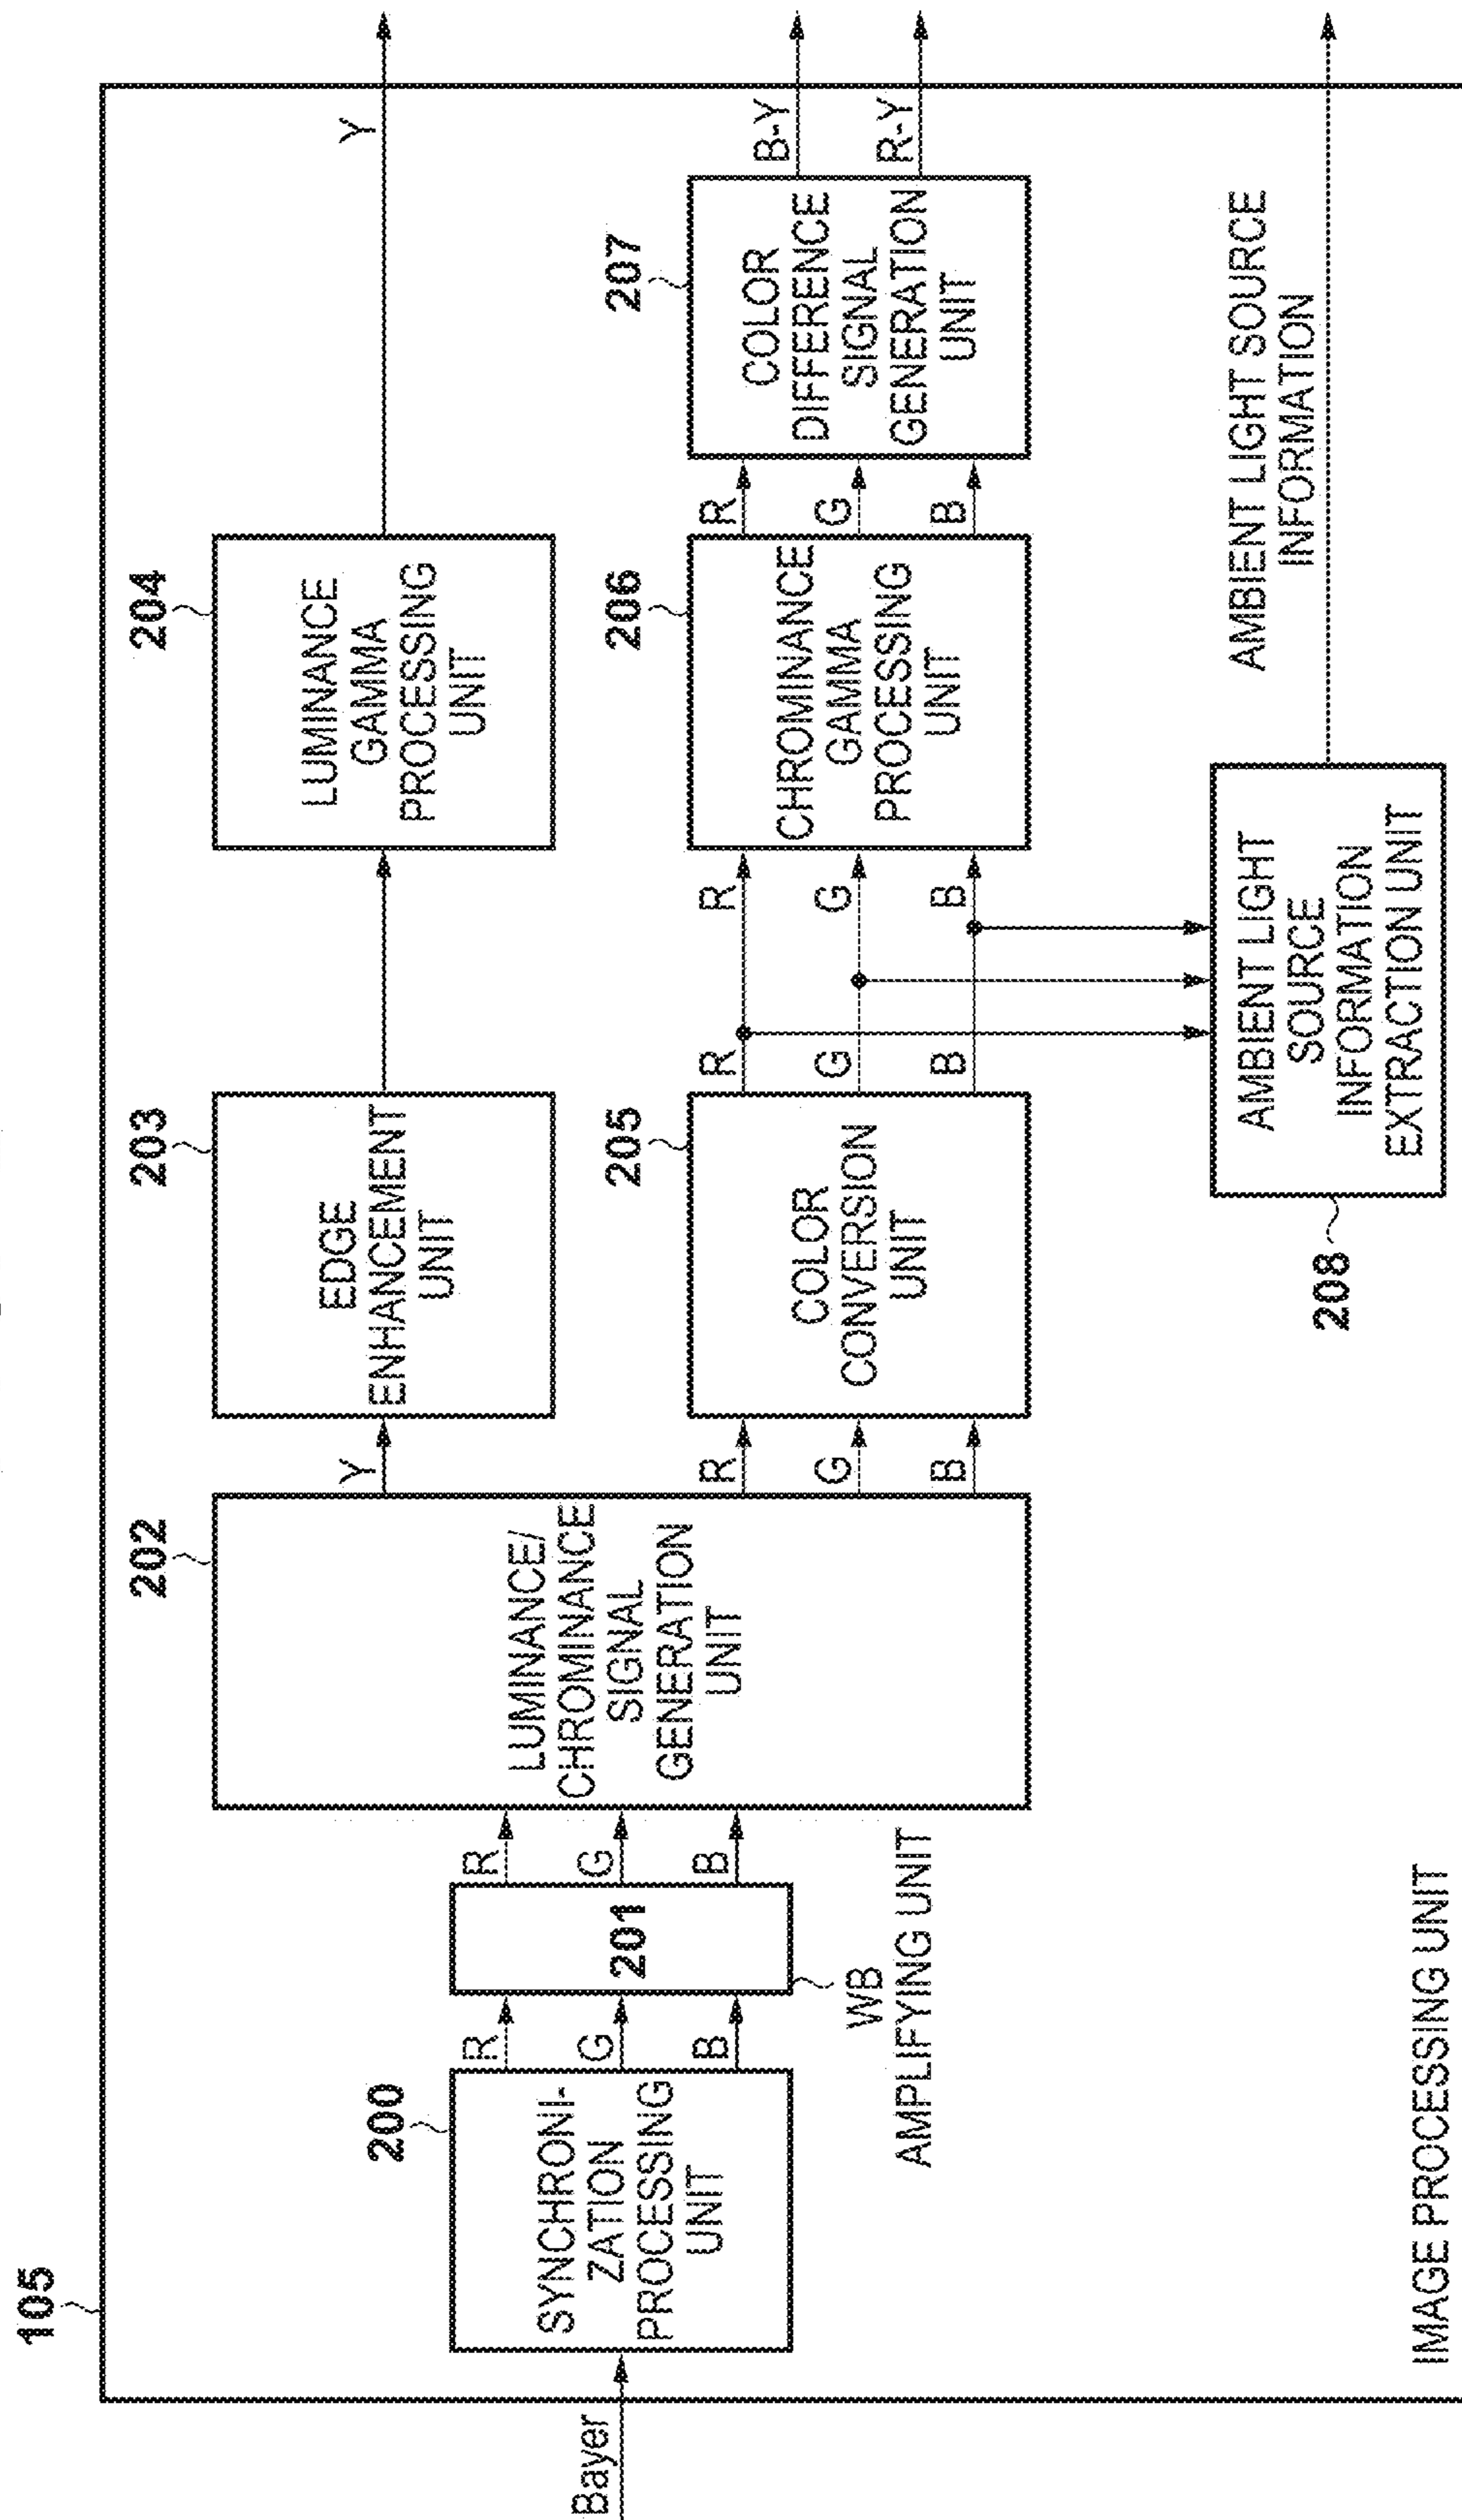 105
Bayer
200
SYNCHRONI-
ZATION
PROCESSING
UNIT
R
G
B
201
WB
AMPLIFYING UNIT
R
G
B
202
LUMINANCE/
CHROMINANCE
SIGNAL
GENERATION
UNIT
Y
R
G
B
203
EDGE
ENHANCEMENT
UNIT
204
LUMINANCE
GAMMA
PROCESSING
UNIT
Y
205
COLOR
CONVERSION
UNIT
R
G
B
R
G
B
206
CHROMINANCE
GAMMA
PROCESSING
UNIT
R
G
B
207
COLOR
DIFFERENCE
SIGNAL
GENERATION
UNIT
B-Y
R-Y
208
AMBIENT LIGHT
SOURCE
INFORMATION
EXTRACTION UNIT
AMBIENT LIGHT SOURCE
INFORMATION
IMAGE PROCESSING UNIT